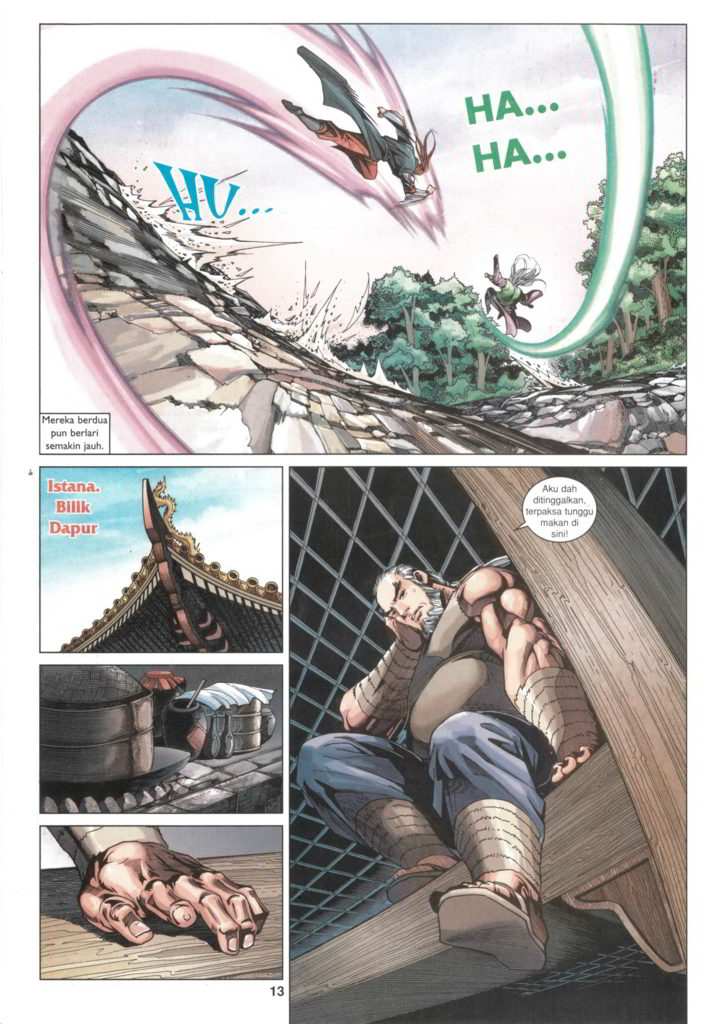 HA...
HA...
HU...
Mereka berdua
pun berlari
semakin jauh.
Istana.
Bilik
Dapur
Aku dah
ditinggalkan,
terpaksa tunggu
makan di
sini!
13